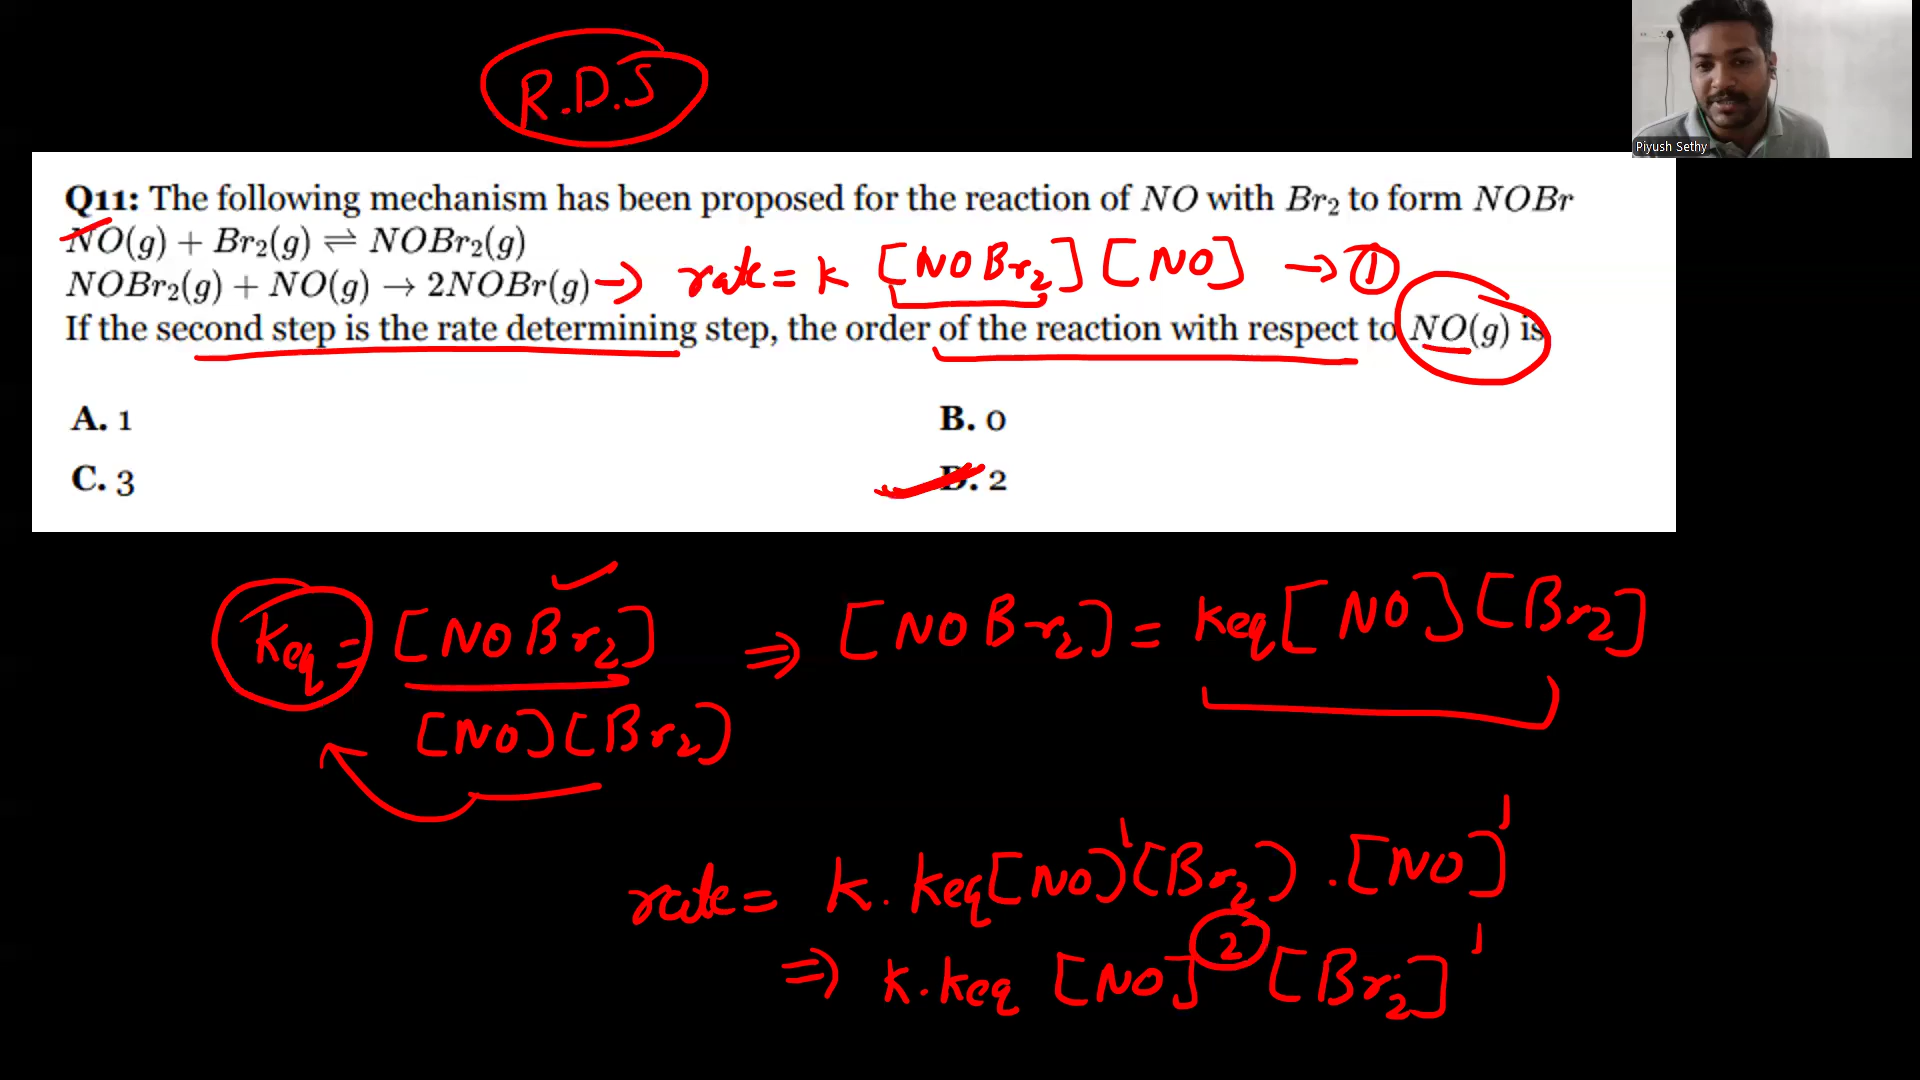 R.D.S
Piyush Sethy
Q11: The following mechanism has been proposed for the reaction of NO with Br₂ to form NOBr
NO(g) + Br₂(g) ⇌ NOBr₂(g)
NOBr₂(g) + NO(g) → 2NOBr(g) → rate = k [NOBr₂] [NO] → ①
If the second step is the rate determining step, the order of the reaction with respect to NO(g) is
A. 1
B. 0
C. 3
D. 2
Keq = [NOBr₂] / [NO][Br₂] ⇒ [NOBr₂] = Keq [NO] [Br₂]
rate = K . Keq [NO]¹ [Br₂] . [NO]¹
⇒ K . Keq [NO]² [Br₂]¹